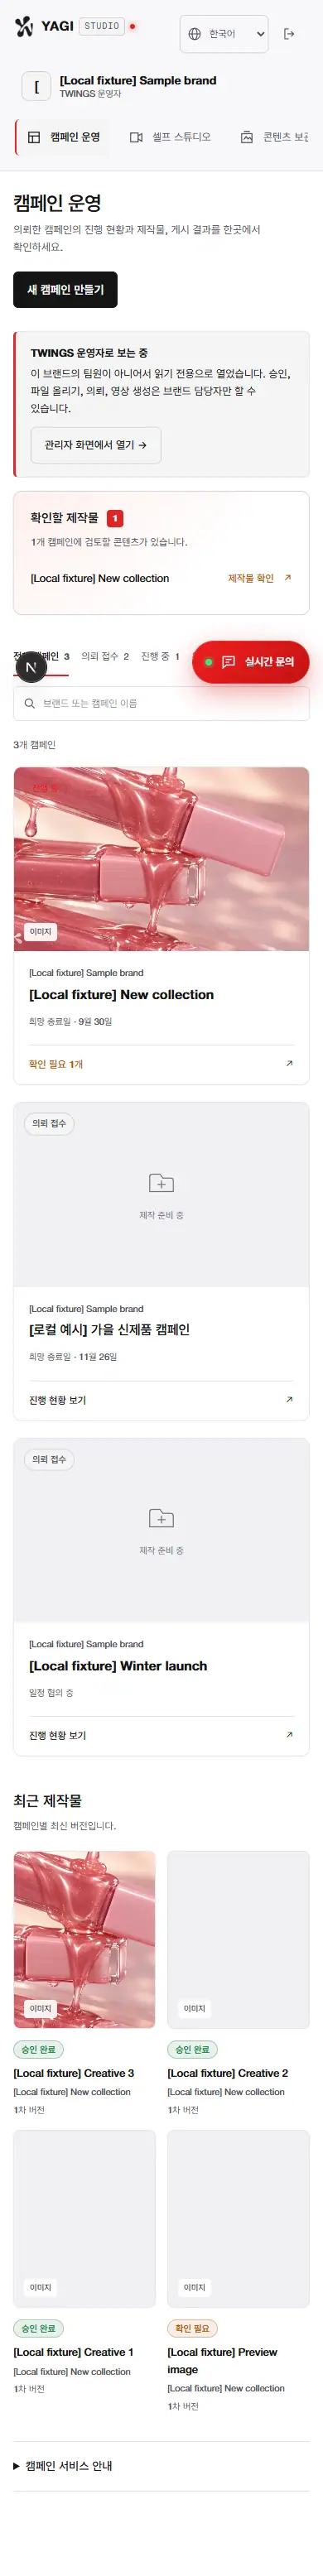 YAGI STUDIO
한국어
[
[Local fixture] Sample brand
TWINGS 운영자
캠페인 운영
셀프 스튜디오
콘텐츠 보
캠페인 운영
의뢰한 캠페인의 진행 현황과 제작물, 게시 결과를 한곳에서
확인하세요.
새 캠페인 만들기
TWINGS 운영자로 보는 중
이 브랜드의 팀원이 아니어서 읽기 전용으로 열었습니다. 승인,
파일 올리기, 의뢰, 영상 생성은 브랜드 담당자만 할 수
있습니다.
관리자 화면에서 열기 →
확인할 제작물 1
1개 캠페인에 검토할 콘텐츠가 있습니다.
[Local fixture] New collection
제작물 확인 ↗
캠페인 3
의뢰 접수 2
진행 중 1
N
실시간 문의
브랜드 또는 캠페인 이름
3개 캠페인
이미지
[Local fixture] Sample brand
[Local fixture] New collection
희망 종료일 · 9월 30일
확인 필요 1개 ↗
의뢰 접수
제작 준비 중
[Local fixture] Sample brand
[로컬 예시] 가을 신제품 캠페인
희망 종료일 · 11월 26일
진행 현황 보기 ↗
의뢰 접수
제작 준비 중
[Local fixture] Sample brand
[Local fixture] Winter launch
일정 협의 중
진행 현황 보기 ↗
최근 제작물
캠페인별 최신 버전입니다.
이미지
승인 완료
[Local fixture] Creative 3
[Local fixture] New collection
1차 버전
이미지
승인 완료
[Local fixture] Creative 2
[Local fixture] New collection
1차 버전
이미지
승인 완료
[Local fixture] Creative 1
[Local fixture] New collection
1차 버전
이미지
확인 필요
[Local fixture] Preview
image
[Local fixture] New collection
1차 버전
▶ 캠페인 서비스 안내